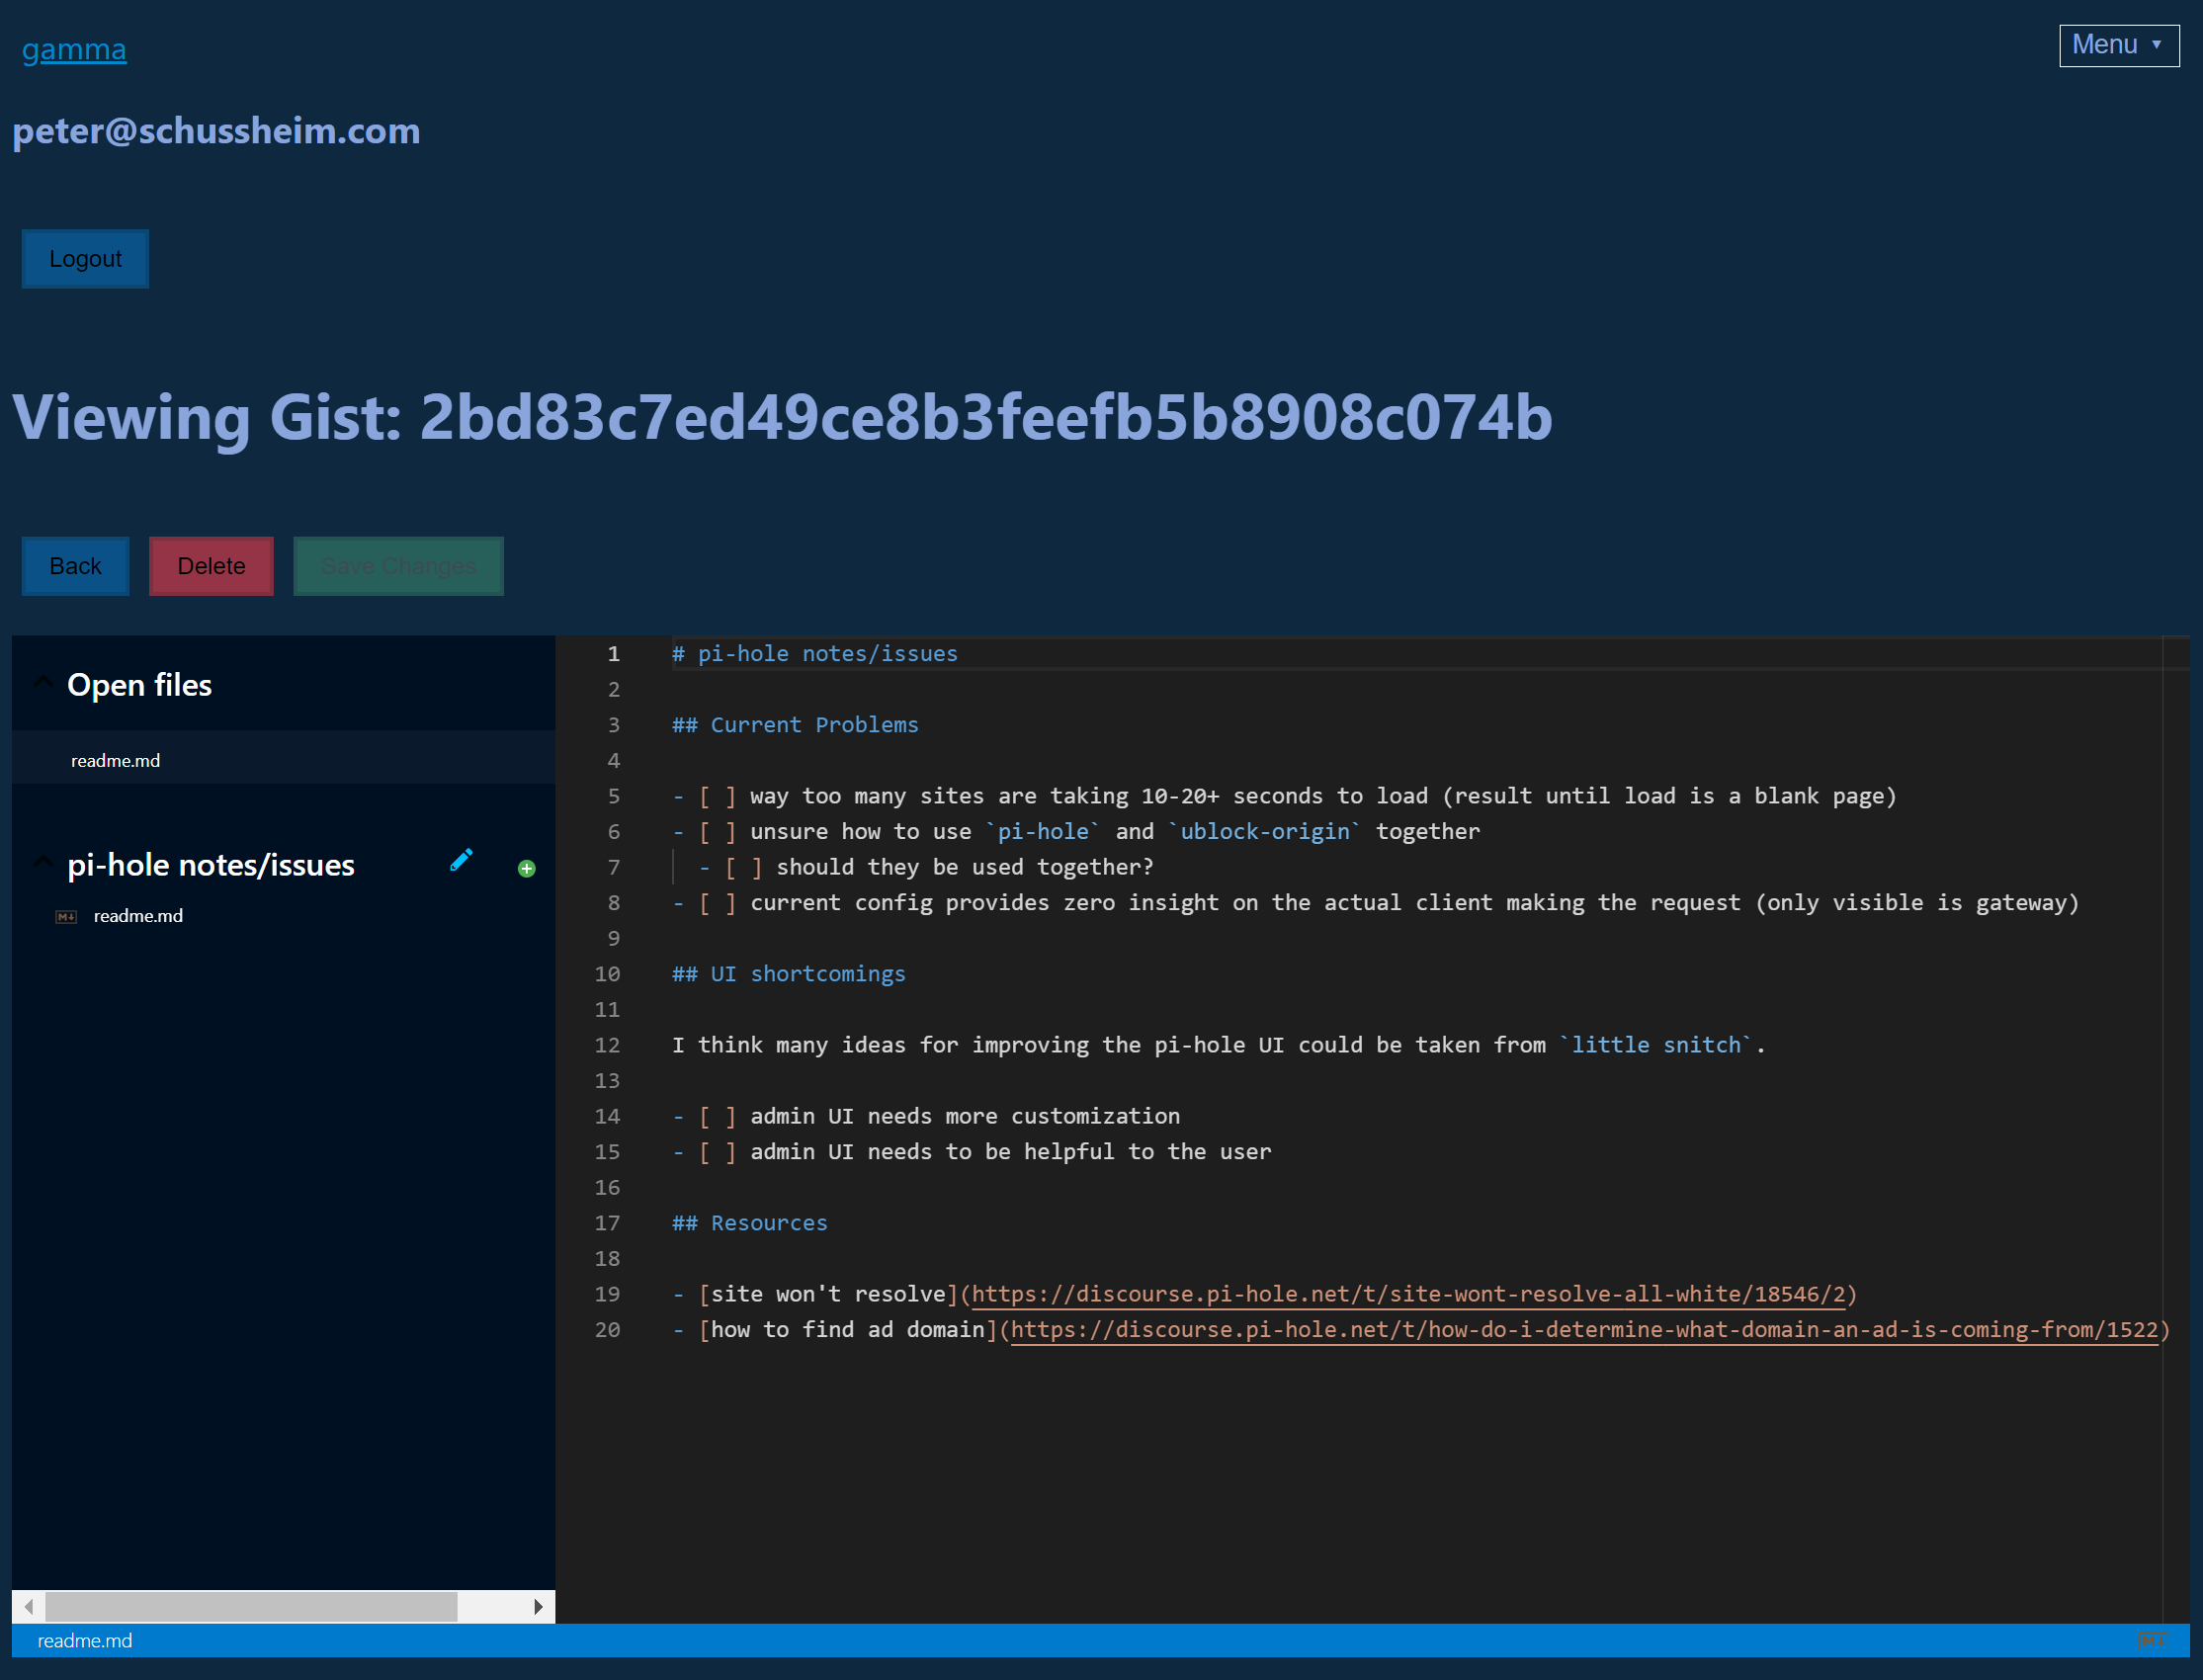 gamma
Menu ▼
peter@schussheim.com
Logout
Viewing Gist: 2bd83c7ed49ce8b3feefb5b8908c074b
Back Delete Save Changes
Open files
readme.md
pi-hole notes/issues
M↓ readme.md
1 # pi-hole notes/issues
2
3 ## Current Problems
4
5 - [ ] way too many sites are taking 10-20+ seconds to load (result until load is a blank page)
6 - [ ] unsure how to use `pi-hole` and `ublock-origin` together
7   - [ ] should they be used together?
8 - [ ] current config provides zero insight on the actual client making the request (only visible is gateway)
9
10 ## UI shortcomings
11
12 I think many ideas for improving the pi-hole UI could be taken from `little snitch`.
13
14 - [ ] admin UI needs more customization
15 - [ ] admin UI needs to be helpful to the user
16
17 ## Resources
18
19 - [site won't resolve](https://discourse.pi-hole.net/t/site-wont-resolve-all-white/18546/2)
20 - [how to find ad domain](https://discourse.pi-hole.net/t/how-do-i-determine-what-domain-an-ad-is-coming-from/1522)
readme.md M↓